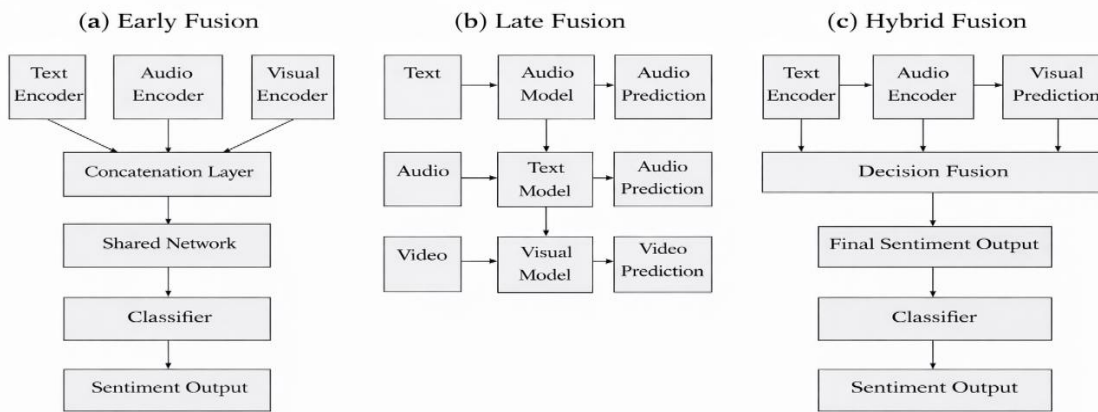 (a) Early Fusion
Text
Encoder
Audio
Encoder
Visual
Encoder
Concatenation Layer
Shared Network
Classifier
Sentiment Output
(b) Late Fusion
Text
Audio
Model
Audio
Prediction
Audio
Text
Model
Audio
Prediction
Video
Visual
Model
Video
Prediction
(c) Hybrid Fusion
Text
Encoder
Audio
Encoder
Visual
Prediction
Decision Fusion
Final Sentiment Output
Classifier
Sentiment Output